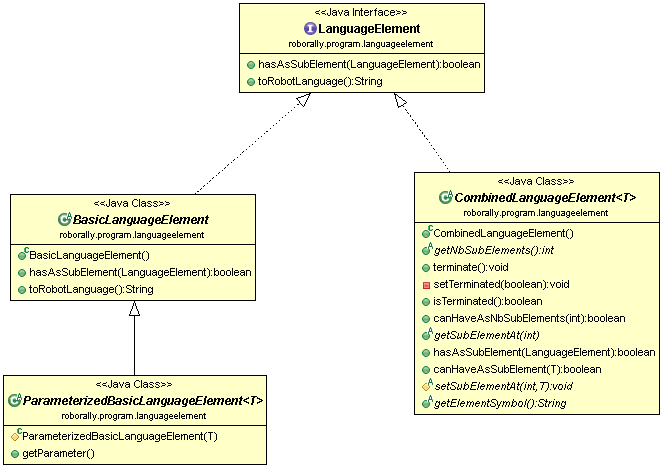 <<Java Interface>>
LanguageElement
roborally.program.languageelement
hasAsSubElement(LanguageElement):boolean
toRobotLanguage():String
<<Java Class>>
BasicLanguageElement
roborally.program.languageelement
BasicLanguageElement()
hasAsSubElement(LanguageElement):boolean
toRobotLanguage():String
<<Java Class>>
CombinedLanguageElement<T>
roborally.program.languageelement
CombinedLanguageElement()
getNbSubElements():int
terminate():void
setTerminated(boolean):void
isTerminated():boolean
canHaveAsNbSubElements(int):boolean
getSubElementAt(int)
hasAsSubElement(LanguageElement):boolean
canHaveAsSubElement(T):boolean
setSubElementAt(int,T):void
getElementSymbol():String
<<Java Class>>
ParameterizedBasicLanguageElement<T>
roborally.program.languageelement
ParameterizedBasicLanguageElement(T)
getParameter()